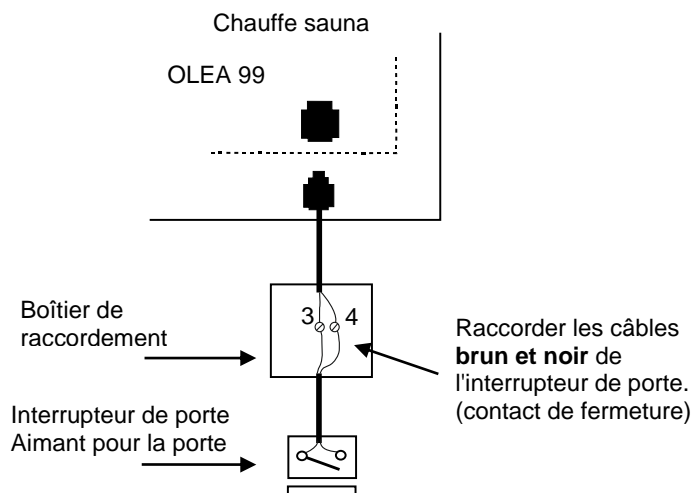 Chauffe sauna
OLEA 99
3 4
Boîtier de
raccordement
Raccorder les câbles
brun et noir de
l'interrupteur de porte.
(contact de fermeture)
Interrupteur de porte
Aimant pour la porte